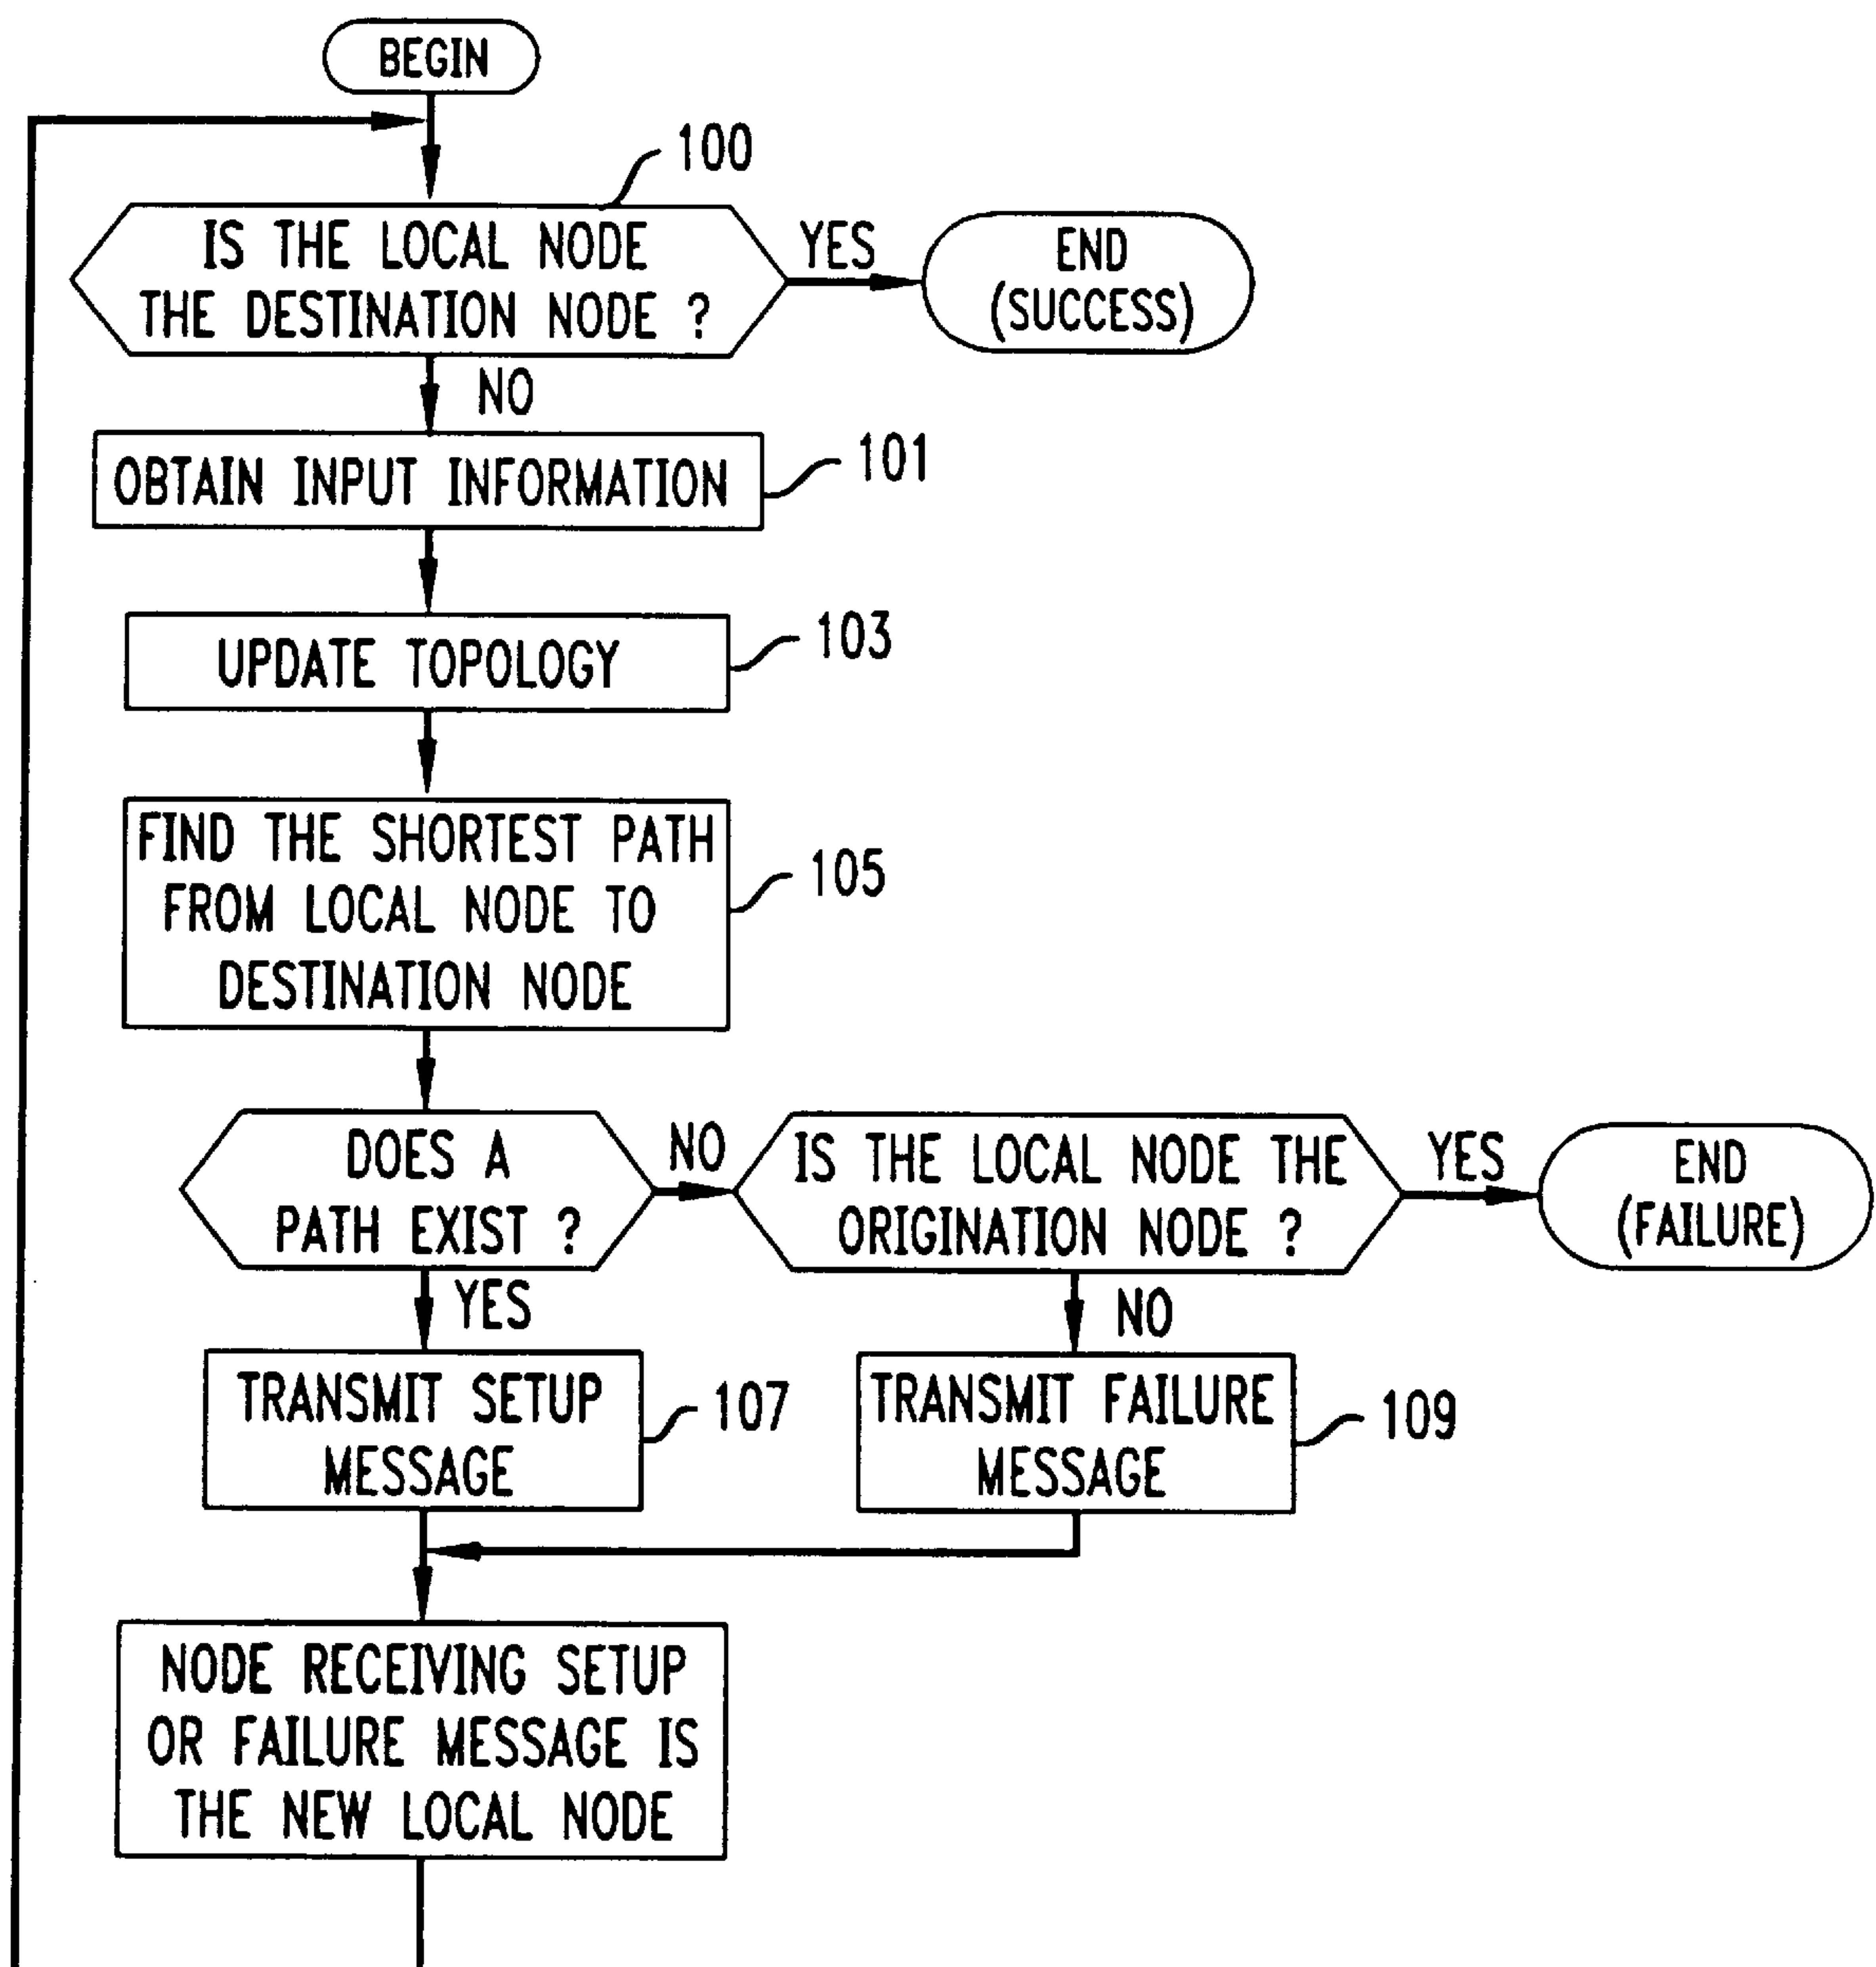 BEGIN
100
IS THE LOCAL NODE
THE DESTINATION NODE ?
YES
END
(SUCCESS)
NO
OBTAIN INPUT INFORMATION
101
UPDATE TOPOLOGY
103
FIND THE SHORTEST PATH
FROM LOCAL NODE TO
DESTINATION NODE
105
DOES A
PATH EXIST ?
NO
IS THE LOCAL NODE THE
ORIGINATION NODE ?
YES
END
(FAILURE)
YES
NO
TRANSMIT SETUP
MESSAGE
107
TRANSMIT FAILURE
MESSAGE
109
NODE RECEIVING SETUP
OR FAILURE MESSAGE IS
THE NEW LOCAL NODE